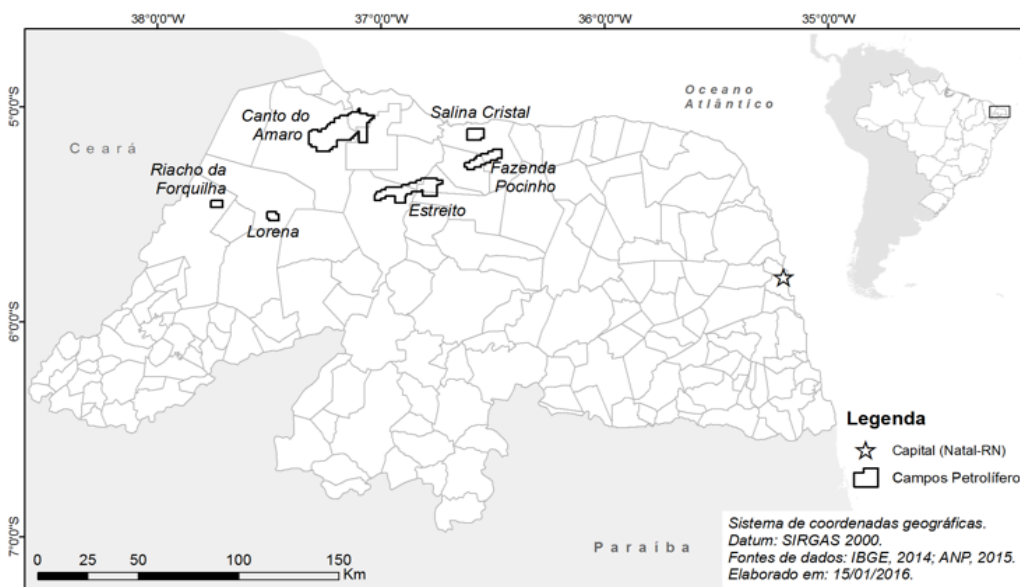 38°0'0"W
37°0'0"W
36°0'0"W
35°0'0"W
5°0'0"S
6°0'0"S
7°0'0"S
Oceano
Atlântico
Salina Cristal
Canto do
Amaro
Ceará
Riacho da
Forquilha
Fazenda
Pocinho
Estreito
Lorena
Legenda
Capital (Natal-RN)
Campos Petrolífero
0 25 50 100 150
Km
Paraíba
Sistema de coordenadas geográficas.
Datum: SIRGAS 2000.
Fontes de dados: IBGE, 2014; ANP, 2015.
Elaborado em: 15/01/2016.